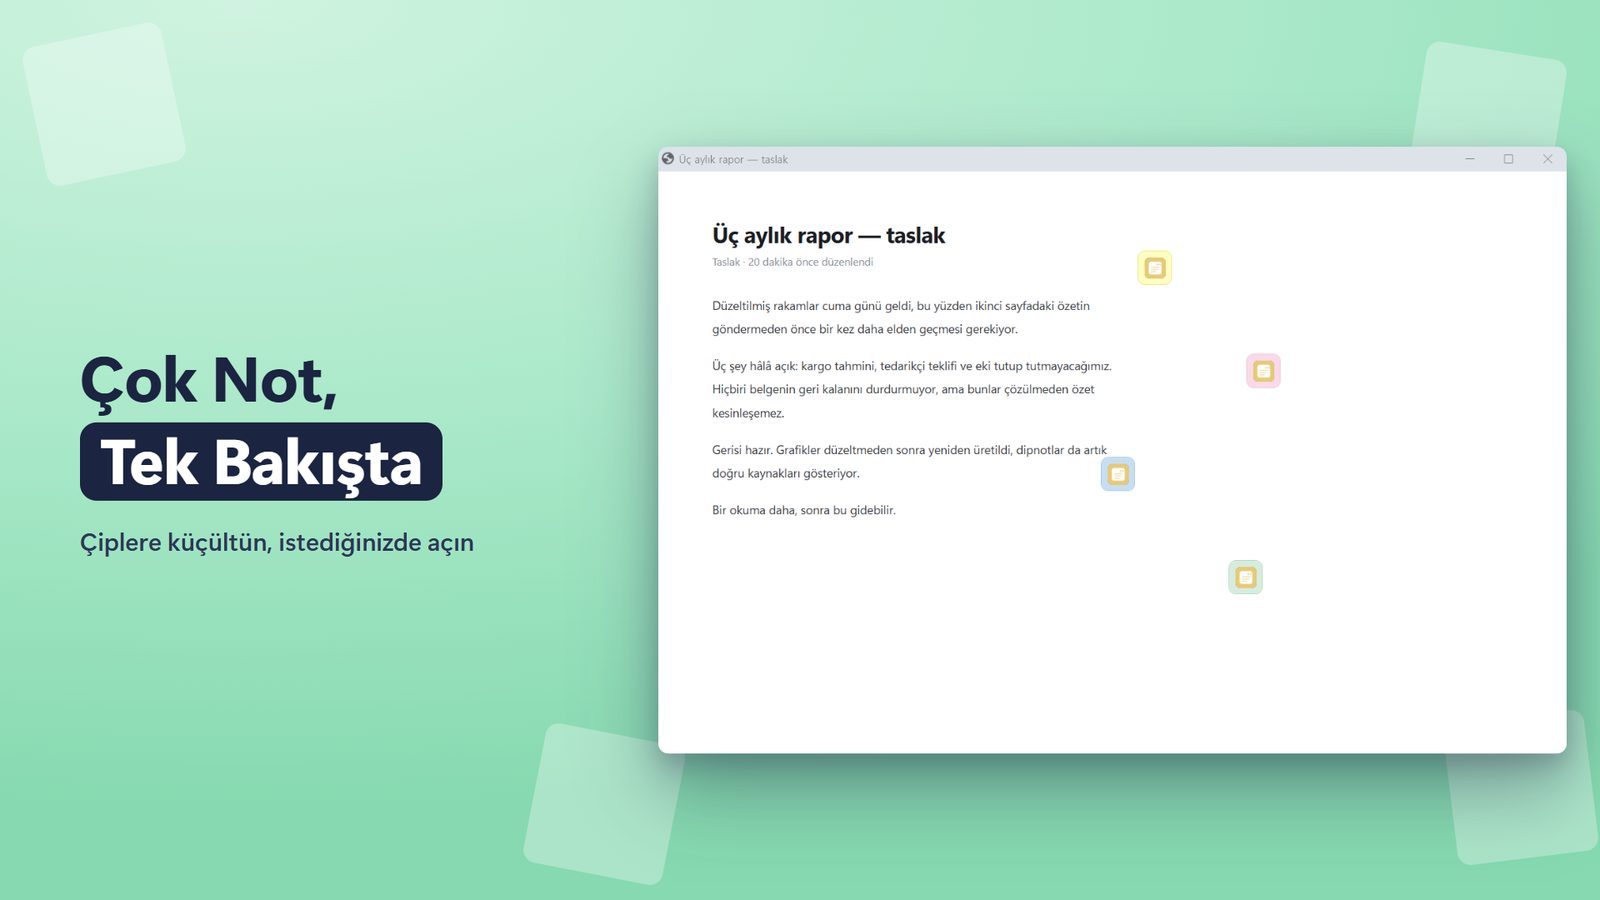 Çok Not,
Tek Bakışta
Çiplere küçültün, istediğinizde açın
Üç aylık rapor — taslak
Üç aylık rapor — taslak
Taslak · 20 dakika önce düzenlendi
Düzeltilmiş rakamlar cuma günü geldi, bu yüzden ikinci sayfadaki özetin
göndermeden önce bir kez daha elden geçmesi gerekiyor.
Üç şey hâlâ açık: kargo tahmini, tedarikçi teklifi ve eki tutup tutmayacağımız.
Hiçbiri belgenin geri kalanını durdurmuyor, ama bunlar çözülmeden özet
kesinleşemez.
Gerisi hazır. Grafikler düzeltmeden sonra yeniden üretildi, dipnotlar da artık
doğru kaynakları gösteriyor.
Bir okuma daha, sonra bu gidebilir.